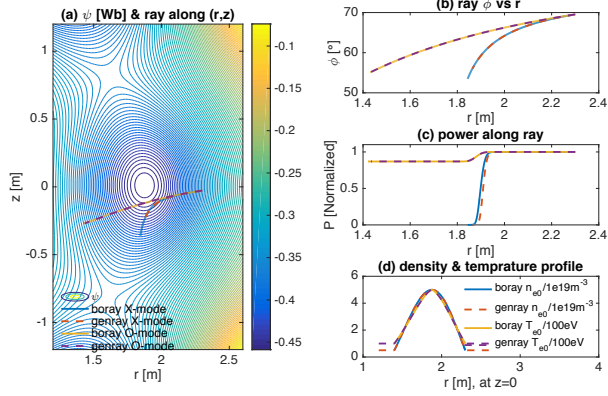 (a) ψ [Wb] & ray along (r,z)
1
0.5
0
-0.5
-1
z [m]
1.5
2
2.5
r [m]
ψ
boray X-mode
genray X-mode
boray O-mode
genray O-mode
-0.1
-0.15
-0.2
-0.25
-0.3
-0.35
-0.4
-0.45
(b) ray ϕ vs r
70
60
50
ϕ [°]
1.4
1.6
1.8
2
2.2
2.4
r [m]
(c) power along ray
1
0.5
0
P [Normalized]
1.4
1.6
1.8
2
2.2
2.4
r [m]
(d) density & temprature profile
6
4
2
0
boray n_e0/1e19m^-3
genray n_e0/1e19m^-3
boray T_e0/100eV
genray T_e0/100eV
0
1
2
3
4
r [m], at z=0